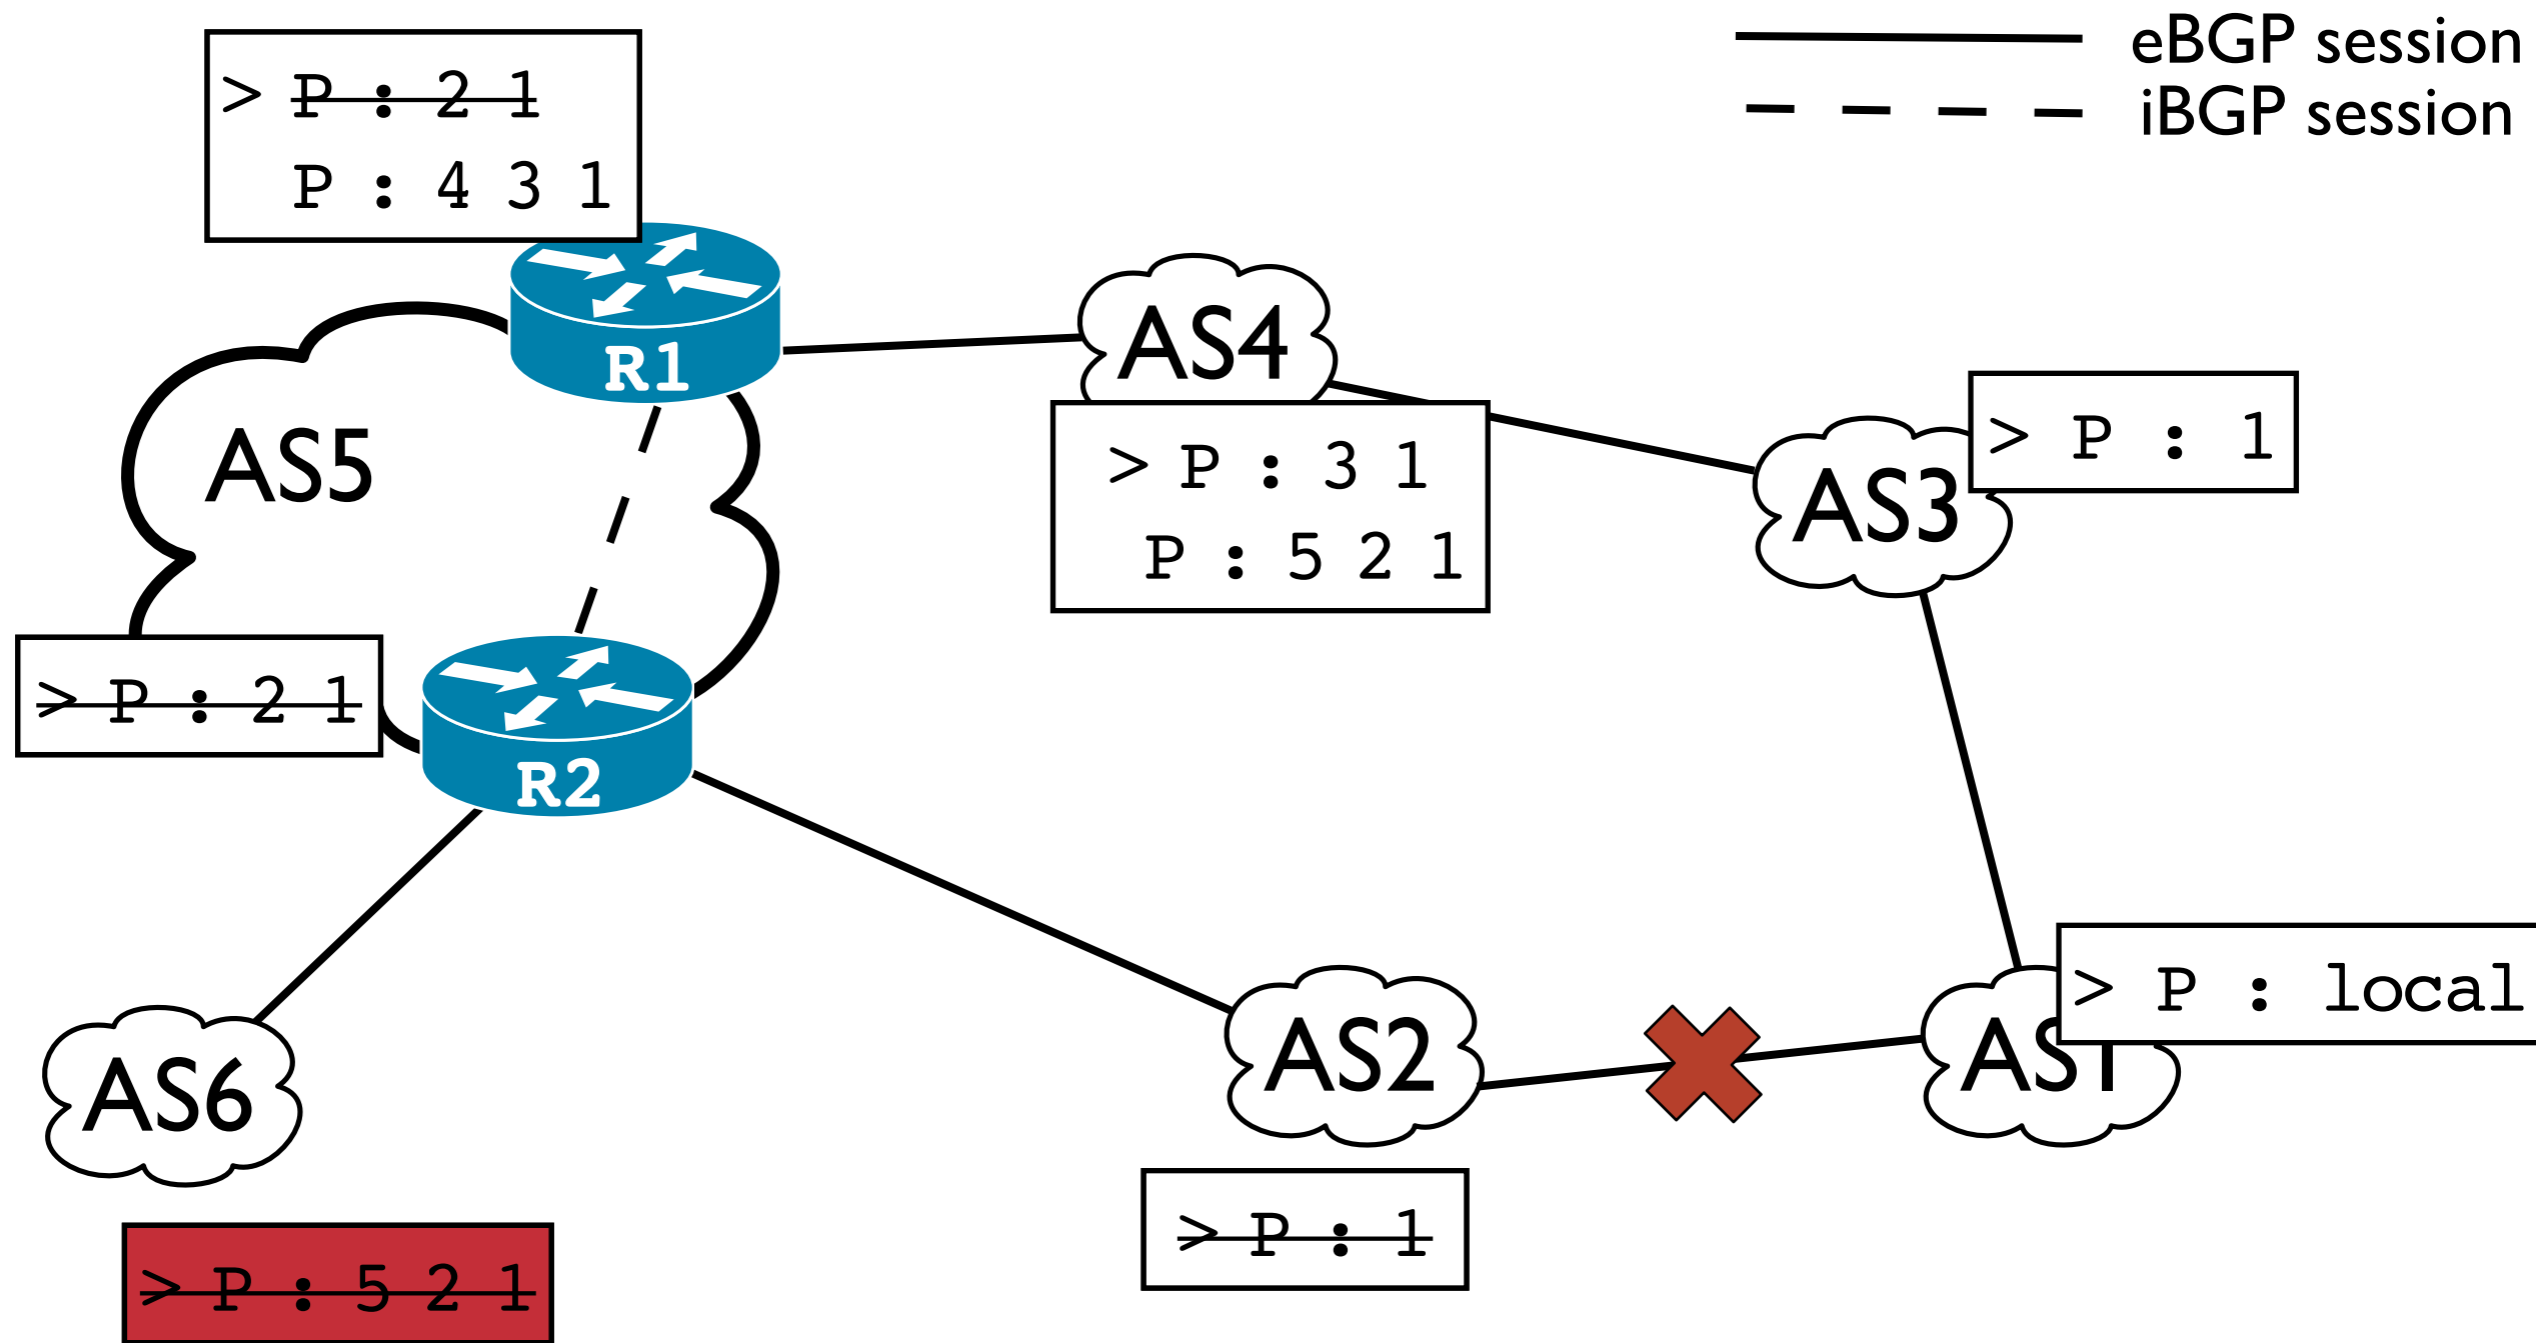 eBGP session
iBGP session
> P : 2 1
P : 4 3 1
R1
AS4
AS5
> P : 3 1
P : 5 2 1
> P : 1
AS3
> P : 2 1
R2
> P : local
AS1
AS2
AS6
> P : 1
> P : 5 2 1